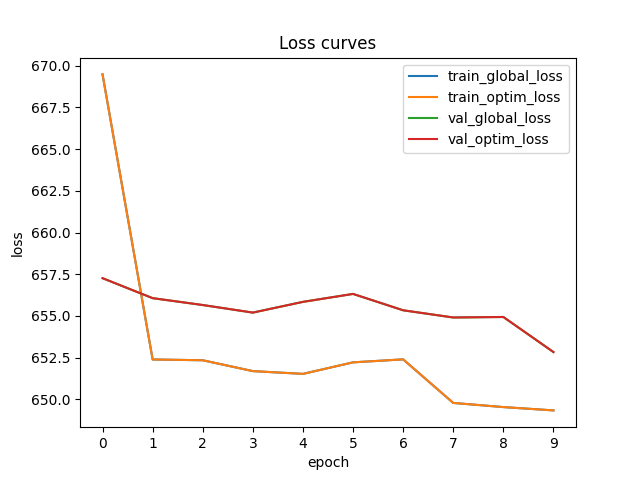 Loss curves
670.0
667.5
665.0
662.5
660.0
657.5
655.0
652.5
650.0
loss
train_global_loss
train_optim_loss
val_global_loss
val_optim_loss
0 1 2 3 4 5 6 7 8 9
epoch